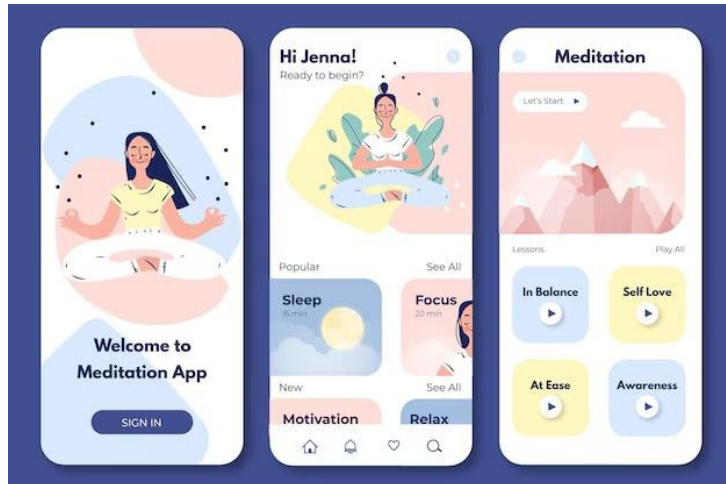 Welcome to
Meditation App
SIGN IN
Hi Jenna!
Ready to begin?
Popular See All
Sleep
15 min
Focus
20 min
New See All
Motivation
Relax
Meditation
Let's Start
Lessons Play All
In Balance
Self Love
At Ease
Awareness